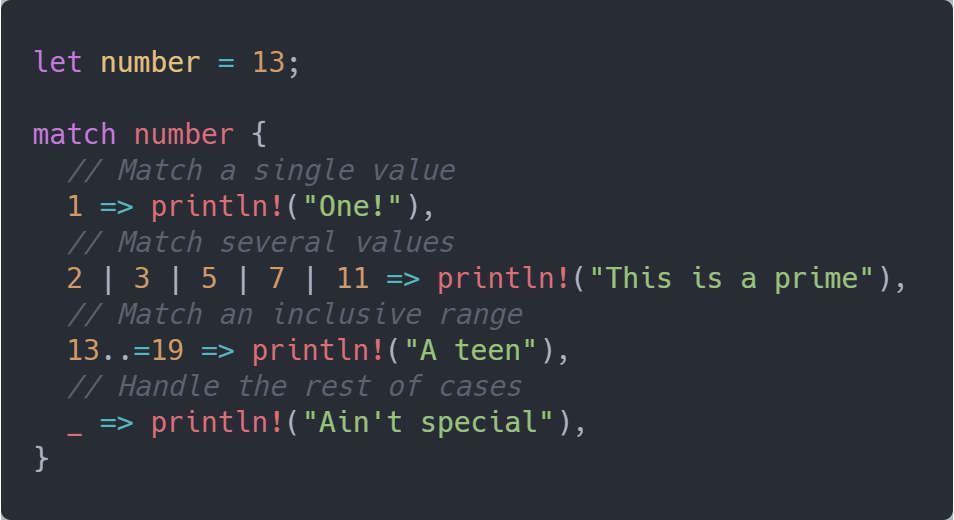 let number = 13;

match number {
  // Match a single value
  1 => println!("One!"),
  // Match several values
  2 | 3 | 5 | 7 | 11 => println!("This is a prime"),
  // Match an inclusive range
  13..=19 => println!("A teen"),
  // Handle the rest of cases
  _ => println!("Ain't special"),
}